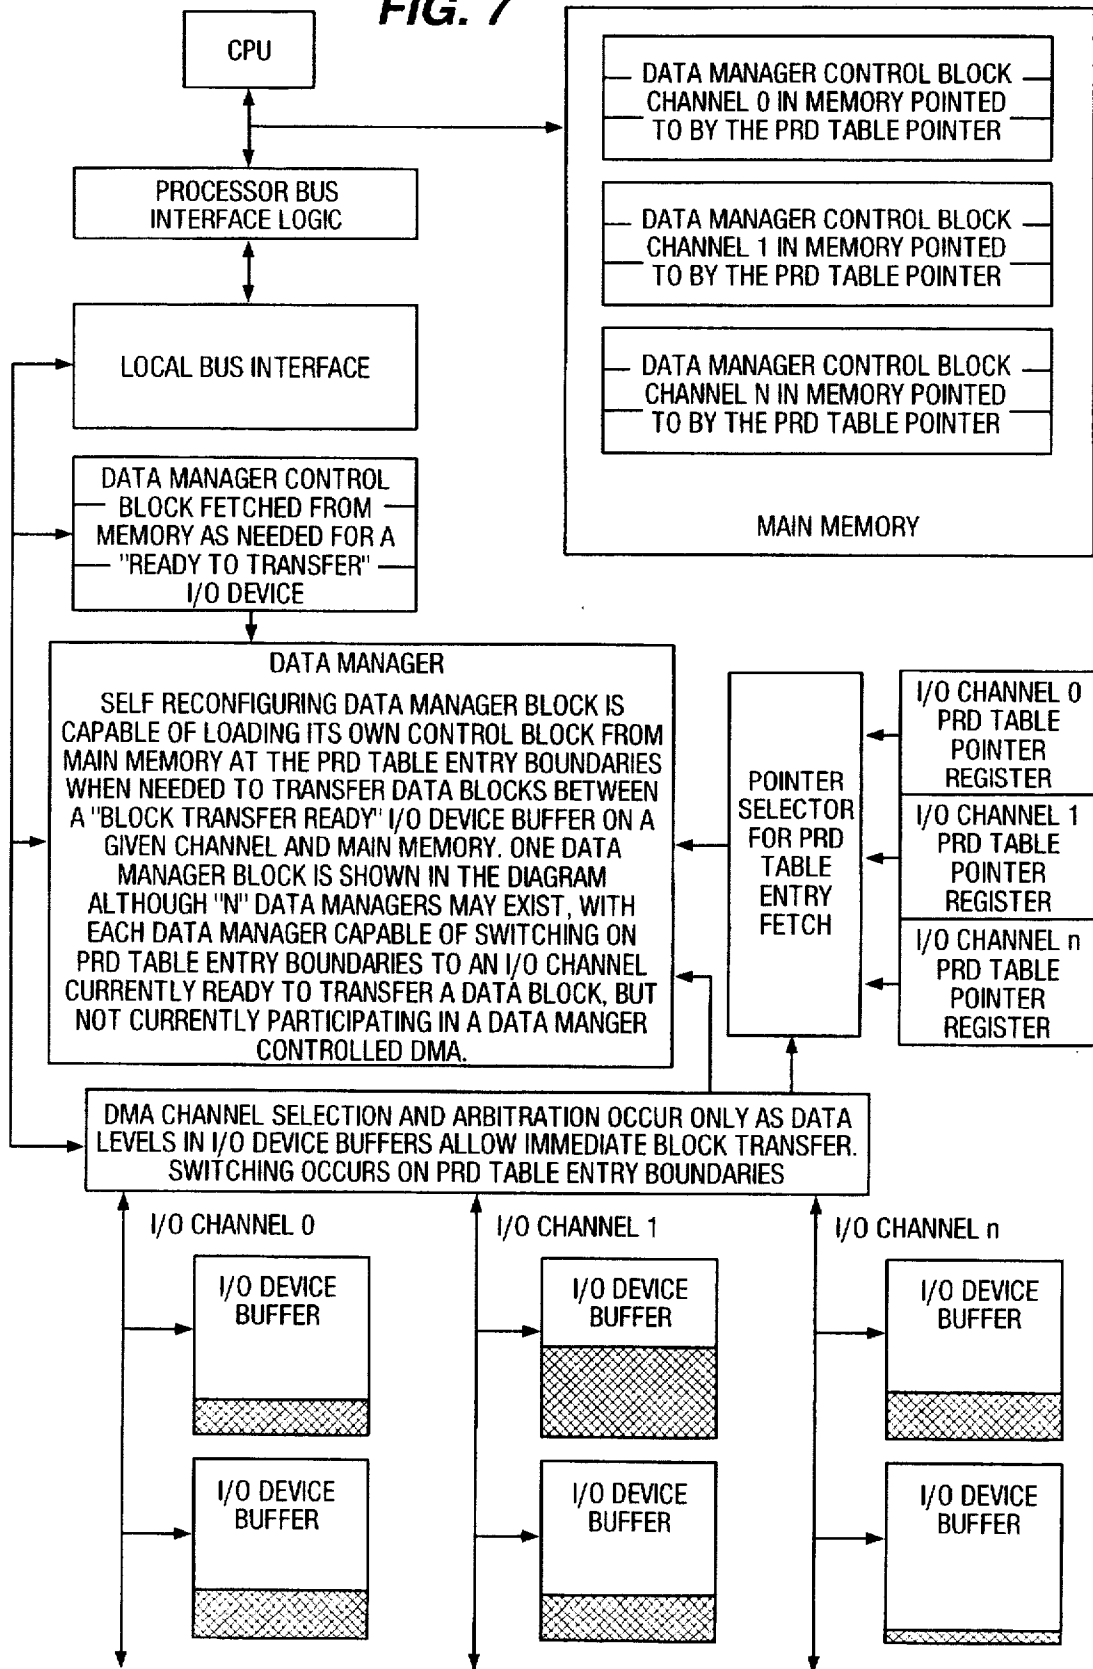 FIG. 7
CPU
PROCESSOR BUS
INTERFACE LOGIC
LOCAL BUS INTERFACE
DATA MANAGER CONTROL
BLOCK FETCHED FROM
MEMORY AS NEEDED FOR A
"READY TO TRANSFER"
I/O DEVICE
DATA MANAGER CONTROL BLOCK
CHANNEL 0 IN MEMORY POINTED
TO BY THE PRD TABLE POINTER
DATA MANAGER CONTROL BLOCK
CHANNEL 1 IN MEMORY POINTED
TO BY THE PRD TABLE POINTER
DATA MANAGER CONTROL BLOCK
CHANNEL N IN MEMORY POINTED
TO BY THE PRD TABLE POINTER
MAIN MEMORY
DATA MANAGER
SELF RECONFIGURING DATA MANAGER BLOCK IS
CAPABLE OF LOADING ITS OWN CONTROL BLOCK FROM
MAIN MEMORY AT THE PRD TABLE ENTRY BOUNDARIES
WHEN NEEDED TO TRANSFER DATA BLOCKS BETWEEN
A "BLOCK TRANSFER READY" I/O DEVICE BUFFER ON A
GIVEN CHANNEL AND MAIN MEMORY. ONE DATA
MANAGER BLOCK IS SHOWN IN THE DIAGRAM
ALTHOUGH "N" DATA MANAGERS MAY EXIST, WITH
EACH DATA MANAGER CAPABLE OF SWITCHING ON
PRD TABLE ENTRY BOUNDARIES TO AN I/O CHANNEL
CURRENTLY READY TO TRANSFER A DATA BLOCK, BUT
NOT CURRENTLY PARTICIPATING IN A DATA MANGER
CONTROLLED DMA.
POINTER
SELECTOR
FOR PRD
TABLE
ENTRY
FETCH
I/O CHANNEL 0
PRD TABLE
POINTER
REGISTER
I/O CHANNEL 1
PRD TABLE
POINTER
REGISTER
I/O CHANNEL n
PRD TABLE
POINTER
REGISTER
DMA CHANNEL SELECTION AND ARBITRATION OCCUR ONLY AS DATA
LEVELS IN I/O DEVICE BUFFERS ALLOW IMMEDIATE BLOCK TRANSFER.
SWITCHING OCCURS ON PRD TABLE ENTRY BOUNDARIES
I/O CHANNEL 0
I/O CHANNEL 1
I/O CHANNEL n
I/O DEVICE
BUFFER
I/O DEVICE
BUFFER
I/O DEVICE
BUFFER
I/O DEVICE
BUFFER
I/O DEVICE
BUFFER
I/O DEVICE
BUFFER